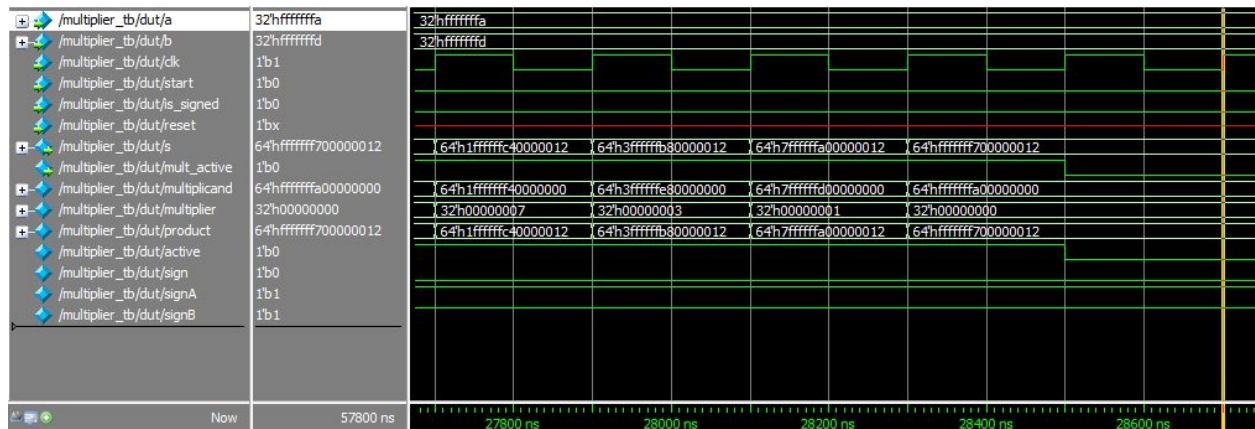 /multiplier_tb/dut/a 32'hfffffffa 32'hfffffffa
/multiplier_tb/dut/b 32'hfffffffd 32'hfffffffd
/multiplier_tb/dut/clk 1'b1
/multiplier_tb/dut/start 1'b0
/multiplier_tb/dut/is_signed 1'b0
/multiplier_tb/dut/reset 1'bx
/multiplier_tb/dut/s 64'hfffffff700000012 64'h1ffffffc40000012 64'h3ffffffb80000012 64'h7ffffffa00000012 64'hfffffff700000012
/multiplier_tb/dut/mult_active 1'b0
/multiplier_tb/dut/multiplicand 64'hfffffffa00000000 64'h1fffffff40000000 64'h3ffffffe80000000 64'h7ffffffd00000000 64'hfffffffa00000000
/multiplier_tb/dut/multiplier 32'h00000000 32'h00000007 32'h00000003 32'h00000001 32'h00000000
/multiplier_tb/dut/product 64'hfffffff700000012 64'h1ffffffc40000012 64'h3ffffffb80000012 64'h7ffffffa00000012 64'hfffffff700000012
/multiplier_tb/dut/active 1'b0
/multiplier_tb/dut/sign 1'b0
/multiplier_tb/dut/signA 1'b1
/multiplier_tb/dut/signB 1'b1
Now 57800 ns 27800 ns 28000 ns 28200 ns 28400 ns 28600 ns